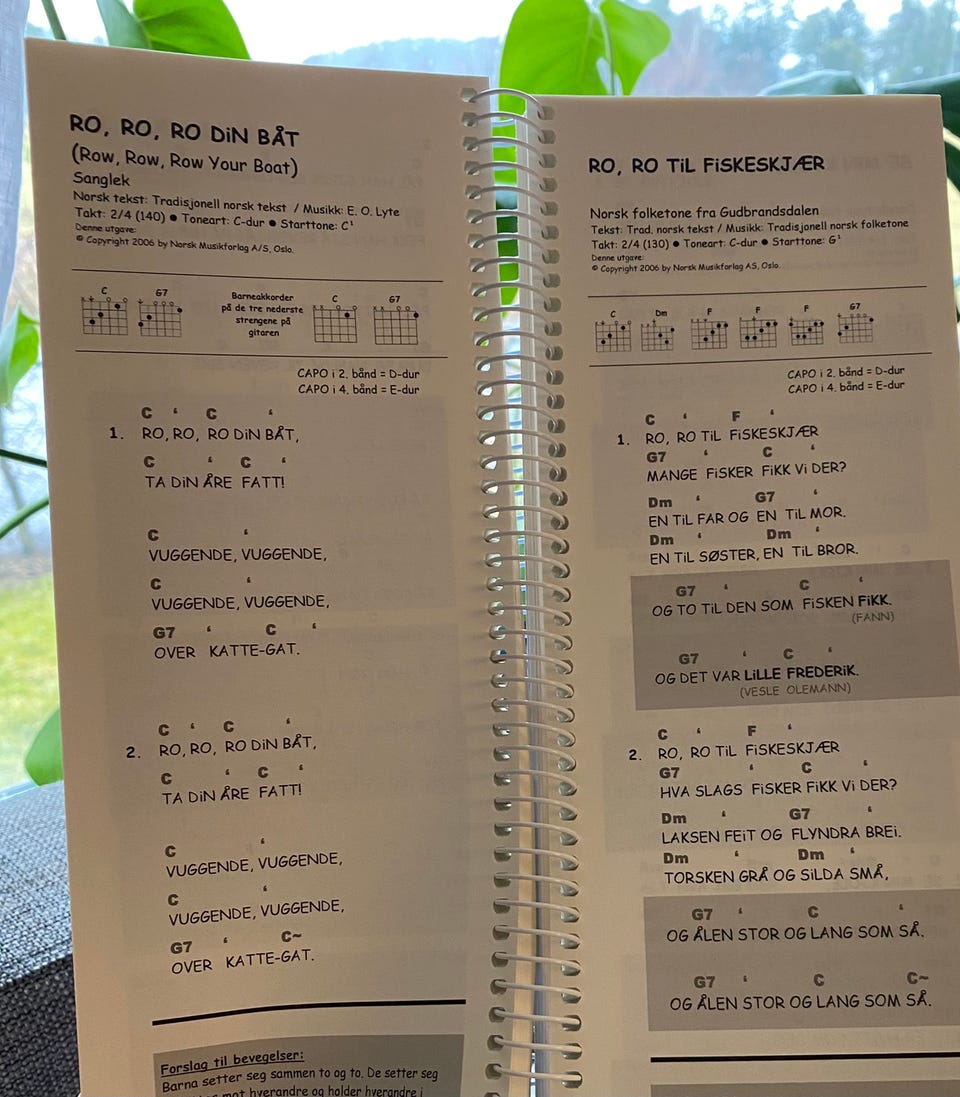 RO, RO, RO DiN BÅT
(Row, Row, Row Your Boat)
Sanglek
Norsk tekst: Tradisjonell norsk tekst / Musikk: E. O. Lyte
Takt: 2/4 (140) ● Toneart: C-dur ● Starttone: C¹
Denne utgave:
© Copyright 2006 by Norsk Musikforlag A/S, Oslo.
C G7
Barneakkorder
på de tre nederste
strengene på
gitaren
C G7
CAPO i 2. bånd = D-dur
CAPO i 4. bånd = E-dur
C ‘ C ‘
1. RO, RO, RO DiN BÅT,
C ‘ C ‘
TA DiN ÅRE FATT!
C ‘
VUGGENDE, VUGGENDE,
C ‘
VUGGENDE, VUGGENDE,
G7 ‘ C ‘
OVER KATTE-GAT.
C ‘ C ‘
2. RO, RO, RO DiN BÅT,
C ‘ C ‘
TA DiN ÅRE FATT!
C ‘
VUGGENDE, VUGGENDE,
C ‘
VUGGENDE, VUGGENDE,
G7 ‘ C~
OVER KATTE-GAT.
Forslag til bevegelser:
Barna setter seg sammen to og to. De setter seg
mot hverandre og holder hverandre i
RO, RO TiL FiSKESKJÆR
Norsk folketone fra Gudbrandsdalen
Tekst: Trad. norsk tekst / Musikk: Tradisjonell norsk folketone
Takt: 2/4 (130) ● Toneart: C-dur ● Starttone: G¹
Denne utgave:
© Copyright 2006 by Norsk Musikforlag AS, Oslo.
C Dm F F F G7
CAPO i 2. bånd = D-dur
CAPO i 4. bånd = E-dur
C ‘ F ‘
1. RO, RO TiL FiSKESKJÆR
G7 ‘ C ‘
MANGE FiSKER FiKK Vi DER?
Dm ‘ G7 ‘
EN TiL FAR OG EN TiL MOR.
Dm ‘ Dm ‘
EN TiL SØSTER, EN TiL BROR.
G7 ‘ C ‘
OG TO TiL DEN SOM FiSKEN FiKK.
(FANN)
G7 ‘ C ‘
OG DET VAR LiLLE FREDERiK.
(VESLE OLEMANN)
C ‘ F ‘
2. RO, RO TiL FiSKESKJÆR
G7 ‘ C ‘
HVA SLAGS FiSKER FiKK Vi DER?
Dm ‘ G7 ‘
LAKSEN FEiT OG FLYNDRA BREi.
Dm ‘ Dm ‘
TORSKEN GRÅ OG SiLDA SMÅ,
G7 ‘ C ‘
OG ÅLEN STOR OG LANG SOM SÅ.
G7 ‘ C C~
OG ÅLEN STOR OG LANG SOM SÅ.